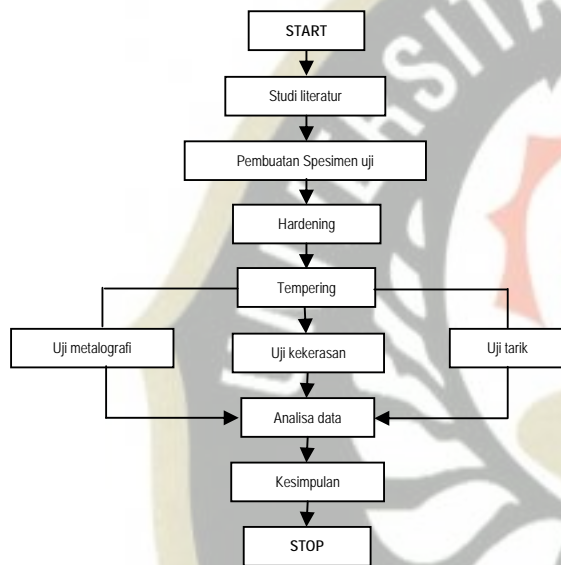 START
Studi literatur
Pembuatan Spesimen uji
Hardening
Tempering
Uji metalografi
Uji kekerasan
Uji tarik
Analisa data
Kesimpulan
STOP